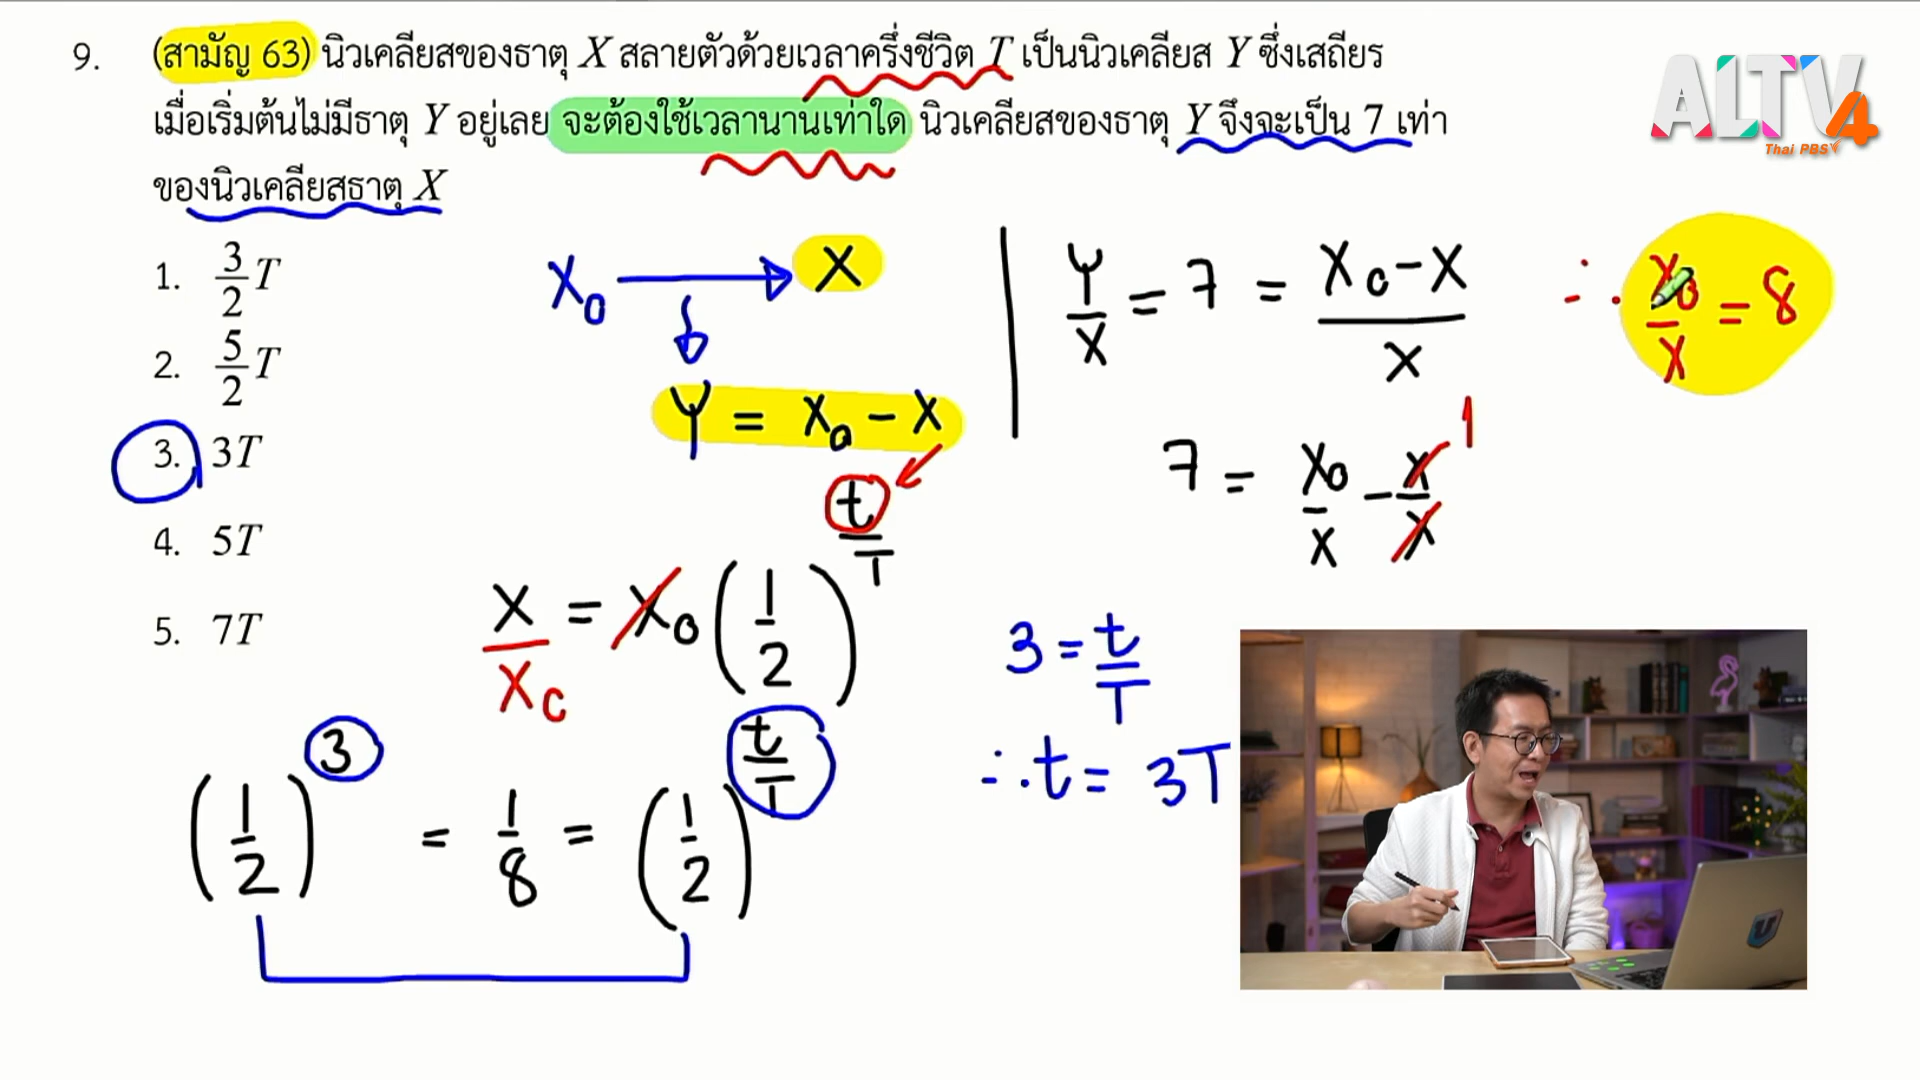 9. (สามัญ 63) นิวเคลียสของธาตุ X สลายตัวด้วยเวลาครึ่งชีวิต T เป็นนิวเคลียส Y ซึ่งเสถียร
เมื่อเริ่มต้นไม่มีธาตุ Y อยู่เลย จะต้องใช้เวลานานเท่าใด นิวเคลียสของธาตุ Y จึงจะเป็น 7 เท่า
ของนิวเคลียสธาตุ X
ALTV4
Thai PBS
1. 3/2 T
2. 5/2 T
3. 3T
4. 5T
5. 7T
X₀ → X
Y = X₀ - X
Y/X = 7 = (X₀ - X)/X
∴ X₀/X = 8
7 = X₀/X - X/X 1
X/X₀ = X₀ (1/2)^(t/T)
3 = t/T
∴ t = 3T
(1/2)^3 = 1/8 = (1/2)^(t/T)